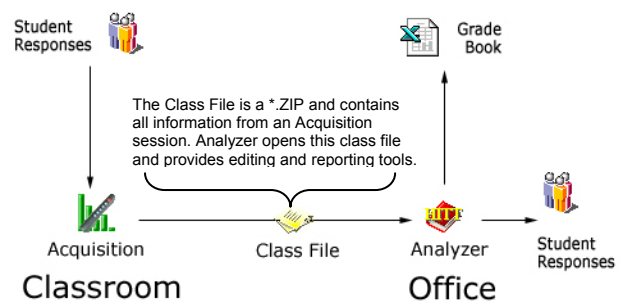 Student
Responses
Grade
Book
The Class File is a *.ZIP and contains
all information from an Acquisition
session. Analyzer opens this class file
and provides editing and reporting tools.
HITT
Acquisition
Class File
Analyzer
Student
Responses
Classroom
Office